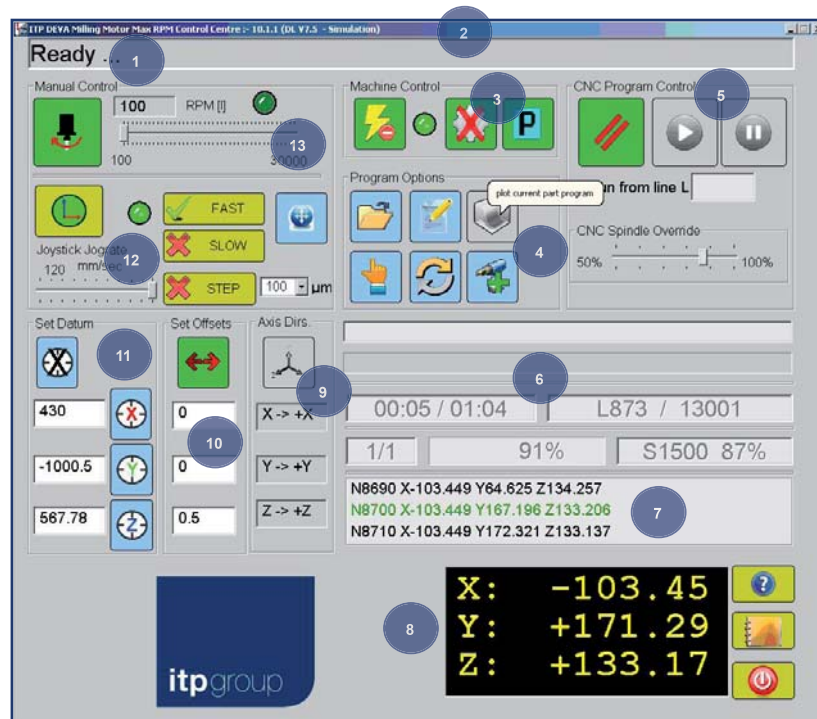 ITP DEVA Milling Motor Max RPM Control Centre :- 10.1.1 (DL V7.5 - Simulation)
2
Ready ...
1
Manual Control
100 RPM [!]
100 30000
13
Machine Control
3
P
CNC Program Control
5
run from line L
CNC Spindle Override
50% 100%
Program Options
plot current part program
4
FAST
SLOW
STEP
100 µm
Joystick Jograte
120 mm/sec
12
Set Datum
11
X
430 X
-1000.5 Y
567.78 Z
Set Offsets
0
0
0.5
10
Axis Dirs.
9
X -> +X
Y -> +Y
Z -> +Z
6
00:05 / 01:04 L873 / 13001
1/1 91% S1500 87%
N8690 X-103.449 Y64.625 Z134.257
N8700 X-103.449 Y167.196 Z133.206
N8710 X-103.449 Y172.321 Z133.137
7
8
X: -103.45
Y: +171.29
Z: +133.17
?
itpgroup